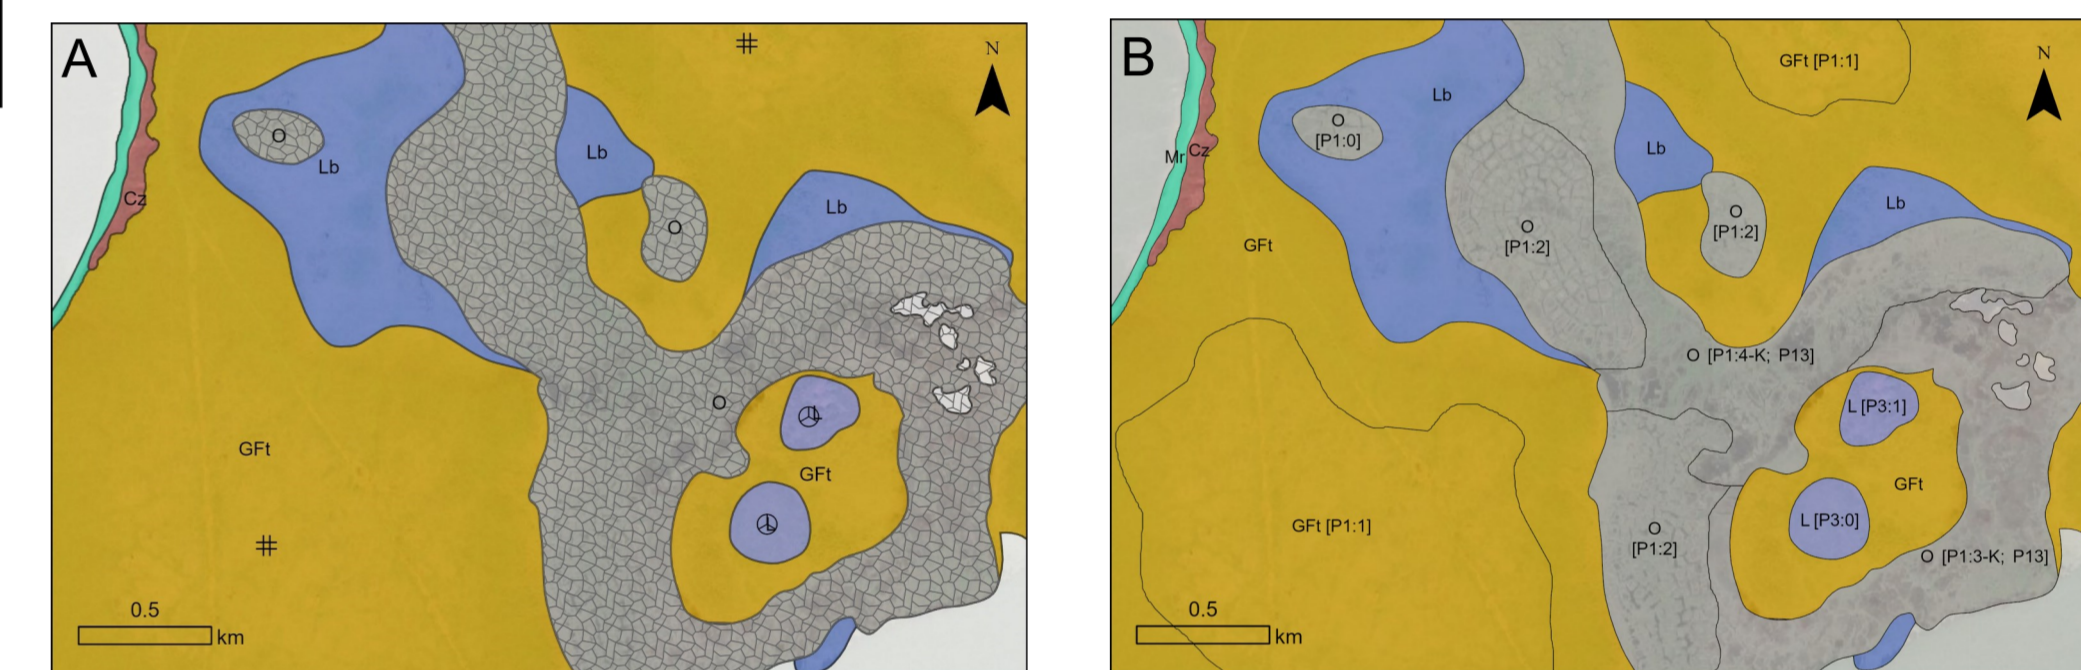 A
N
O
Lb
Lb
Cz
Lb
O
O
GFt
L
GFt
L
0.5
km
B
N
GFt [P1:1]
Lb
O
[P1:0]
Mr
Cz
Lb
Lb
O
[P1:2]
O
[P1:2]
GFt
O [P1:4-K; P13]
L [P3:1]
GFt
L [P3:0]
GFt [P1:1]
O
[P1:2]
O [P1:3-K; P13]
0.5
km